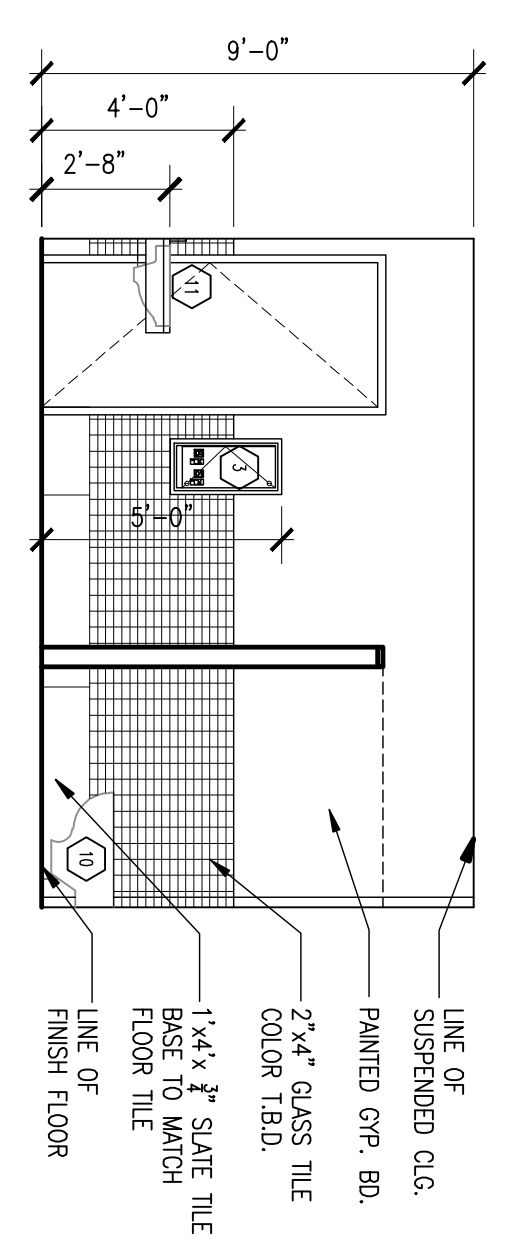 9'-0"
4'-0"
2'-8"
11
3
5'-0"
10
LINE OF
SUSPENDED CLG.
PAINTED GYP. BD.
2"x4" GLASS TILE
COLOR T.B.D.
1'x4'x 3/4" SLATE TILE
BASE TO MATCH
FLOOR TILE
LINE OF
FINISH FLOOR